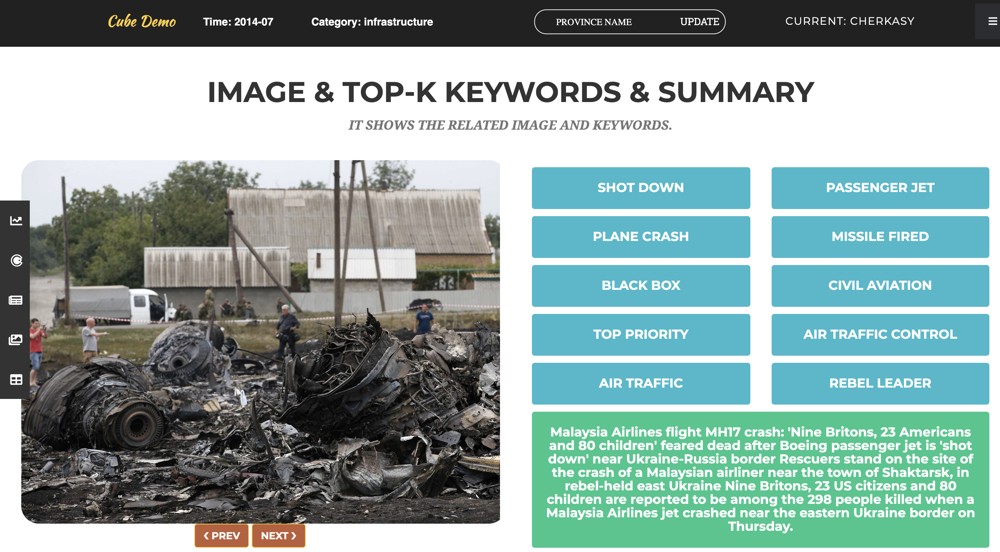 Cube Demo
Time: 2014-07
Category: infrastructure
PROVINCE NAME
UPDATE
CURRENT: CHERKASY
IMAGE & TOP-K KEYWORDS & SUMMARY
IT SHOWS THE RELATED IMAGE AND KEYWORDS.
SHOT DOWN
PASSENGER JET
PLANE CRASH
MISSILE FIRED
BLACK BOX
CIVIL AVIATION
TOP PRIORITY
AIR TRAFFIC CONTROL
AIR TRAFFIC
REBEL LEADER
Malaysia Airlines flight MH17 crash: 'Nine Britons, 23 Americans
and 80 children' feared dead after Boeing passenger jet is 'shot
down' near Ukraine-Russia border Rescuers stand on the site of
the crash of a Malaysian airliner near the town of Shaktarsk, in
rebel-held east Ukraine Nine Britons, 23 US citizens and 80
children are reported to be among the 298 people killed when a
Malaysia Airlines jet crashed near the eastern Ukraine border on
Thursday.
❮ PREV
NEXT ❯